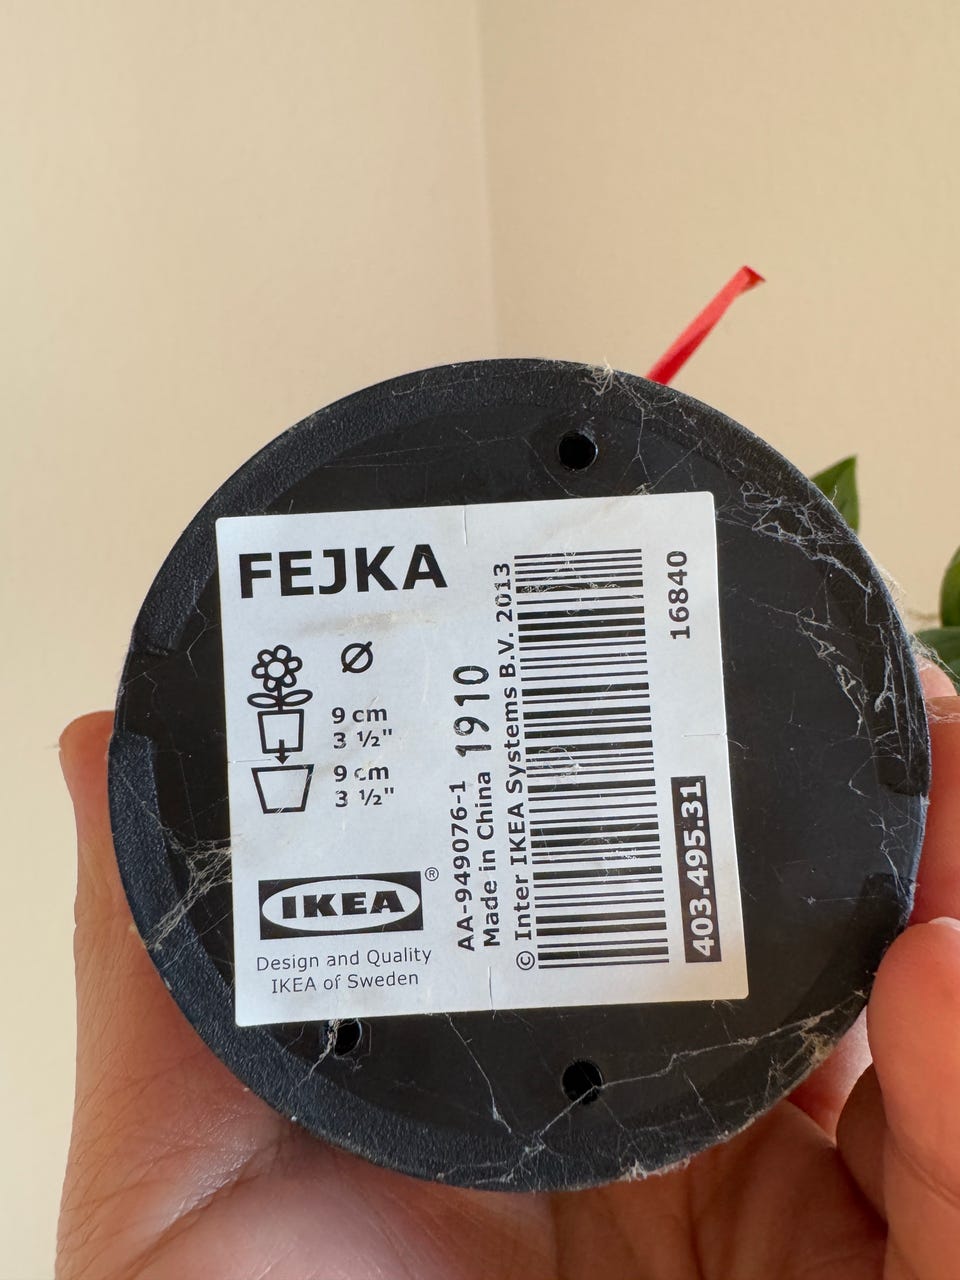 FEJKA
Ø
9 cm
3 ½"
9 cm
3 ½"
IKEA®
Design and Quality
IKEA of Sweden
AA-949076-1
Made in China 1910
© Inter IKEA Systems B.V. 2013
16840
403.495.31